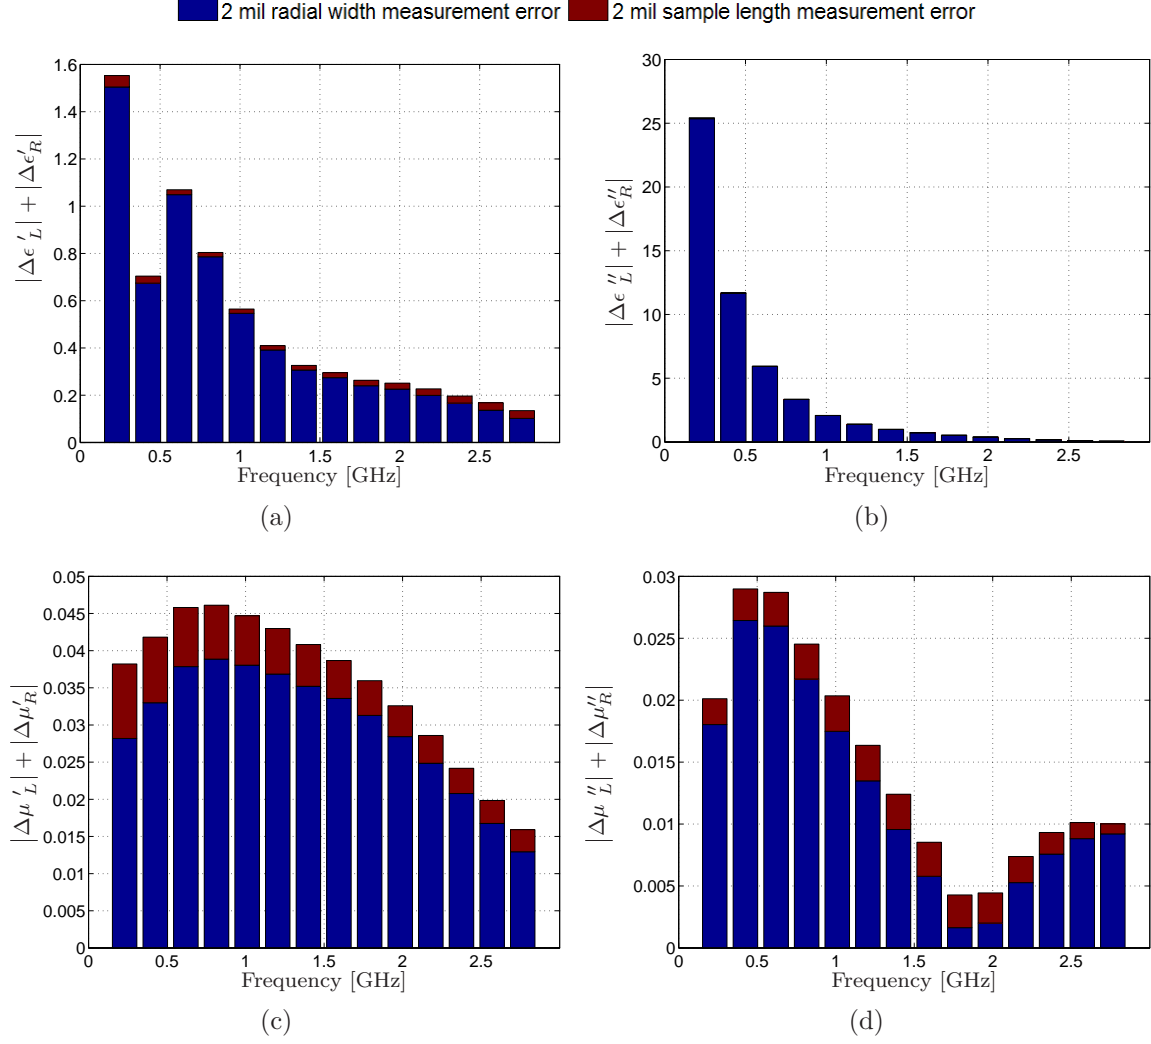 2 mil radial width measurement error 2 mil sample length measurement error
|Δϵ ′L| + |Δϵ′R|
1.6
1.4
1.2
1
0.8
0.6
0.4
0.2
0
0 0.5 1 1.5 2 2.5
Frequency [GHz]
(a)
|Δϵ ″L| + |Δϵ″R|
30
25
20
15
10
5
0
0 0.5 1 1.5 2 2.5
Frequency [GHz]
(b)
|Δμ ′L| + |Δμ′R|
0.05
0.045
0.04
0.035
0.03
0.025
0.02
0.015
0.01
0.005
0
0 0.5 1 1.5 2 2.5
Frequency [GHz]
(c)
|Δμ ″L| + |Δμ″R|
0.03
0.025
0.02
0.015
0.01
0.005
0
0 0.5 1 1.5 2 2.5
Frequency [GHz]
(d)